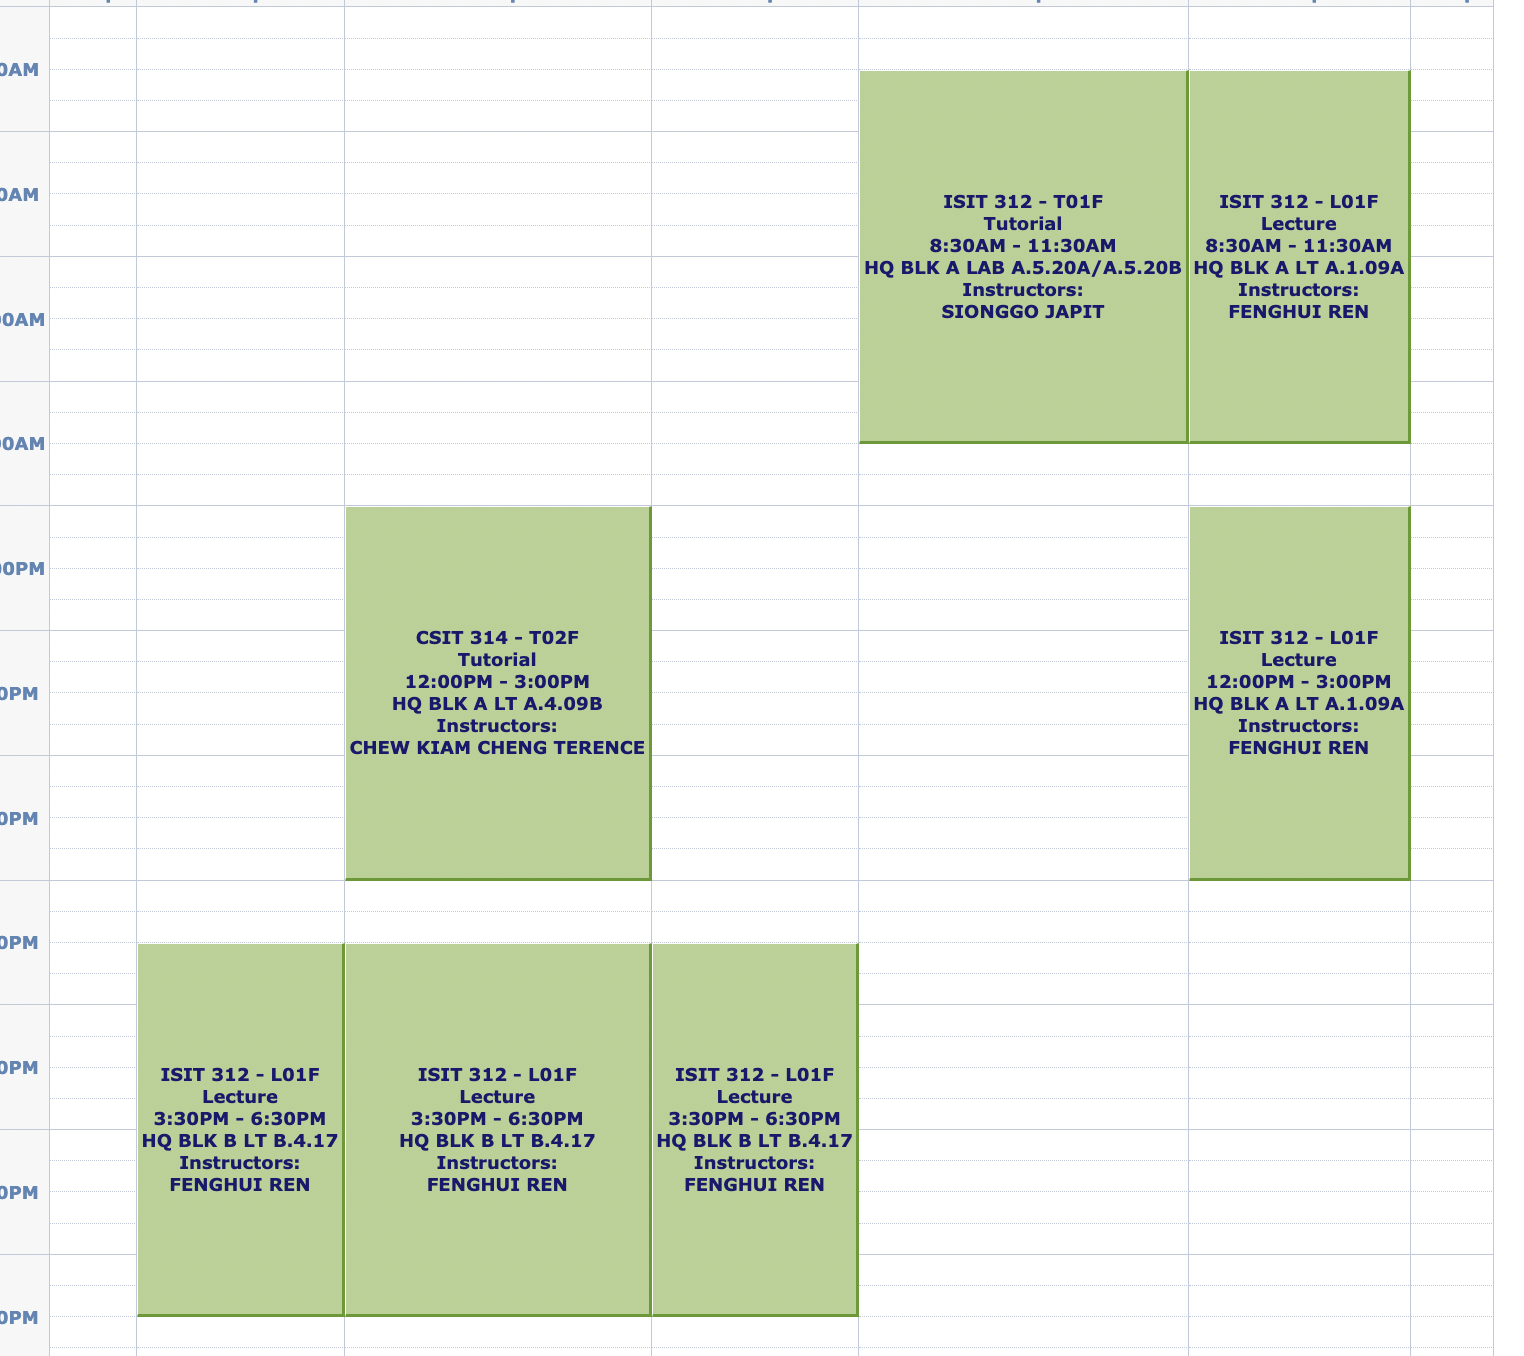 0AM
ISIT 312 - T01F
Tutorial
8:30AM - 11:30AM
HQ BLK A LAB A.5.20A/A.5.20B
Instructors:
SIONGGO JAPIT
ISIT 312 - L01F
Lecture
8:30AM - 11:30AM
HQ BLK A LT A.1.09A
Instructors:
FENGHUI REN
0AM
00AM
00AM
00PM
CSIT 314 - T02F
Tutorial
12:00PM - 3:00PM
HQ BLK A LT A.4.09B
Instructors:
CHEW KIAM CHENG TERENCE
ISIT 312 - L01F
Lecture
12:00PM - 3:00PM
HQ BLK A LT A.1.09A
Instructors:
FENGHUI REN
0PM
0PM
0PM
ISIT 312 - L01F
Lecture
3:30PM - 6:30PM
HQ BLK B LT B.4.17
Instructors:
FENGHUI REN
ISIT 312 - L01F
Lecture
3:30PM - 6:30PM
HQ BLK B LT B.4.17
Instructors:
FENGHUI REN
ISIT 312 - L01F
Lecture
3:30PM - 6:30PM
HQ BLK B LT B.4.17
Instructors:
FENGHUI REN
0PM
0PM
0PM